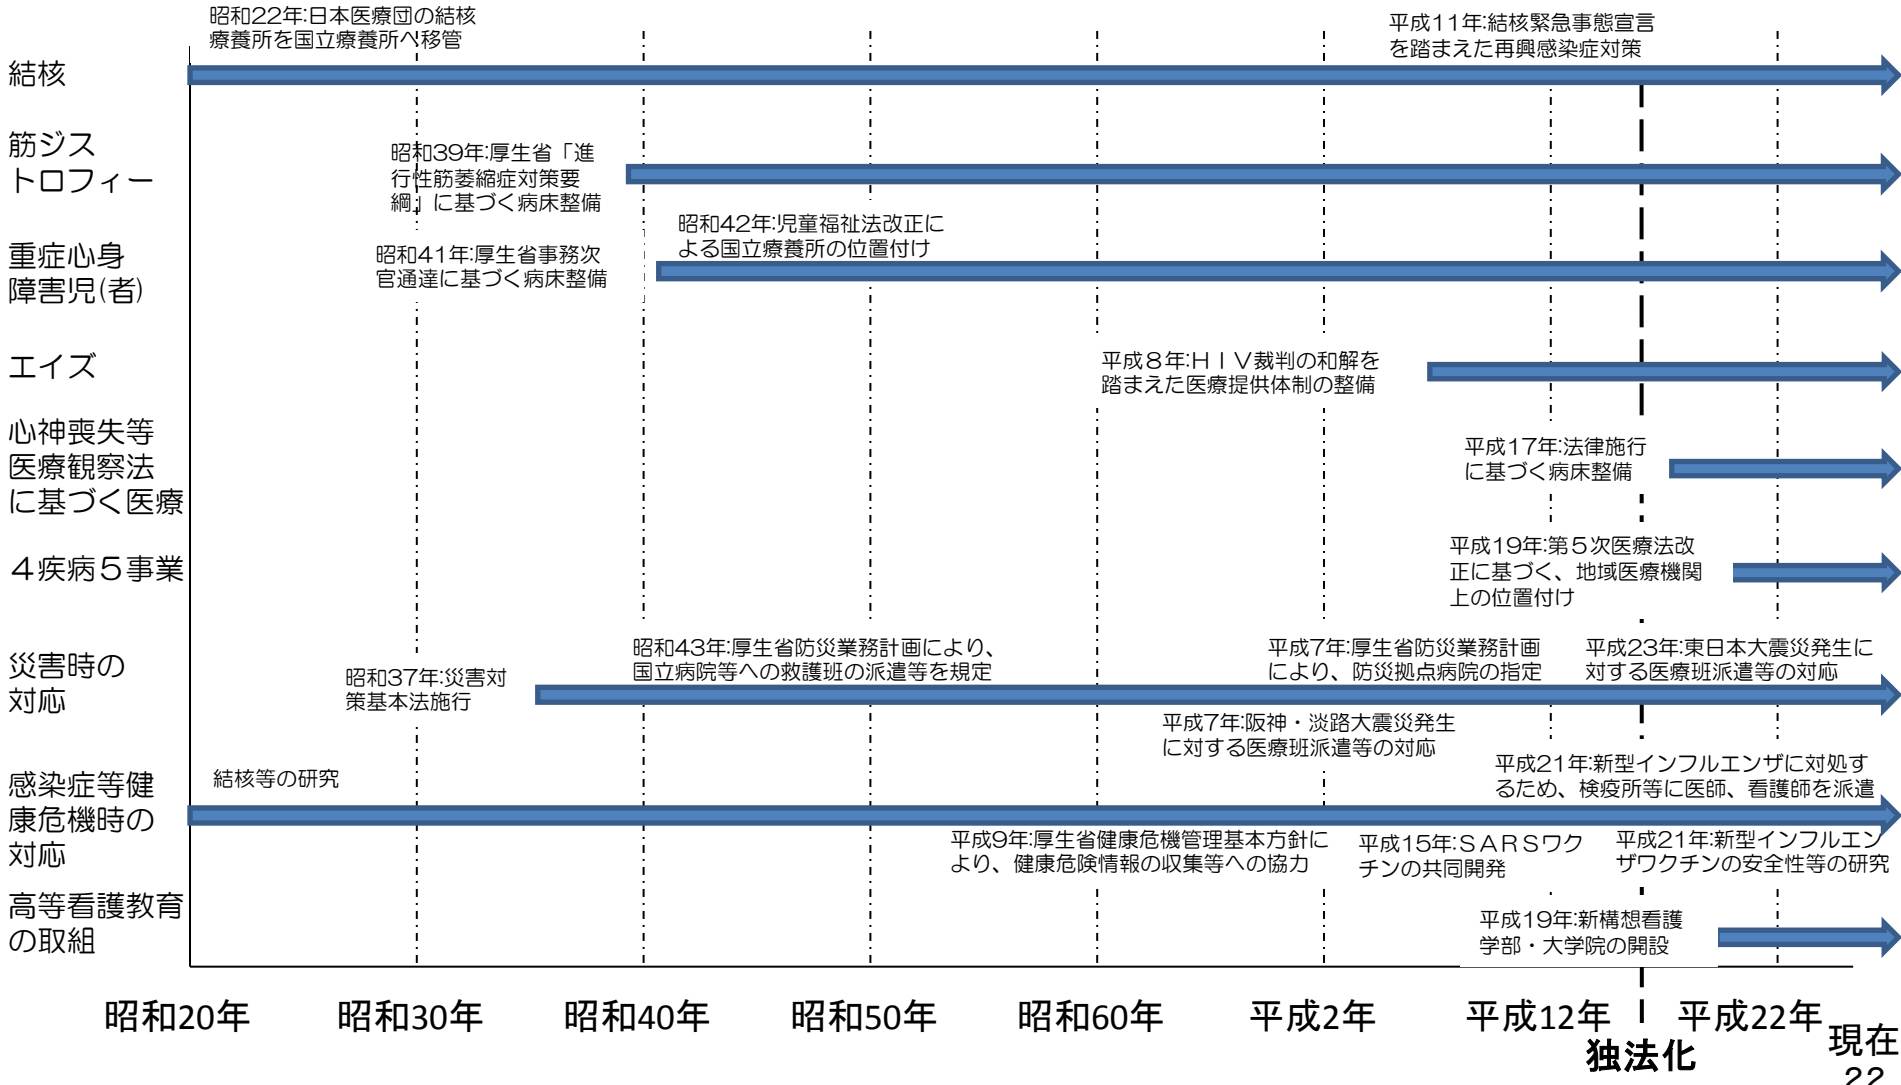 昭和22年:日本医療団の結核
療養所を国立療養所へ移管
平成11年:結核緊急事態宣言
を踏まえた再興感染症対策
結核
筋ジス
トロフィー
昭和39年:厚生省「進
行性筋萎縮症対策要
綱」に基づく病床整備
重症心身
障害児(者)
昭和41年:厚生省事務次
官通達に基づく病床整備
昭和42年:児童福祉法改正に
よる国立療養所の位置付け
エイズ
平成８年:ＨＩＶ裁判の和解を
踏まえた医療提供体制の整備
心神喪失等
医療観察法
に基づく医療
平成17年:法律施行
に基づく病床整備
４疾病５事業
平成19年:第５次医療法改
正に基づく、地域医療機関
上の位置付け
災害時の
対応
昭和37年:災害対
策基本法施行
昭和43年:厚生省防災業務計画により、
国立病院等への救護班の派遣等を規定
平成7年:厚生省防災業務計画
により、防災拠点病院の指定
平成23年:東日本大震災発生に
対する医療班派遣等の対応
平成7年:阪神・淡路大震災発生
に対する医療班派遣等の対応
感染症等健
康危機時の
対応
結核等の研究
平成21年:新型インフルエンザに対処す
るため、検疫所等に医師、看護師を派遣
平成9年:厚生省健康危機管理基本方針に
より、健康危険情報の収集等への協力
平成15年:ＳＡＲＳワク
チンの共同開発
平成21年:新型インフルエン
ザワクチンの安全性等の研究
高等看護教育
の取組
平成19年:新構想看護
学部・大学院の開設
昭和20年
昭和30年
昭和40年
昭和50年
昭和60年
平成2年
平成12年
平成22年
現在
独法化
22